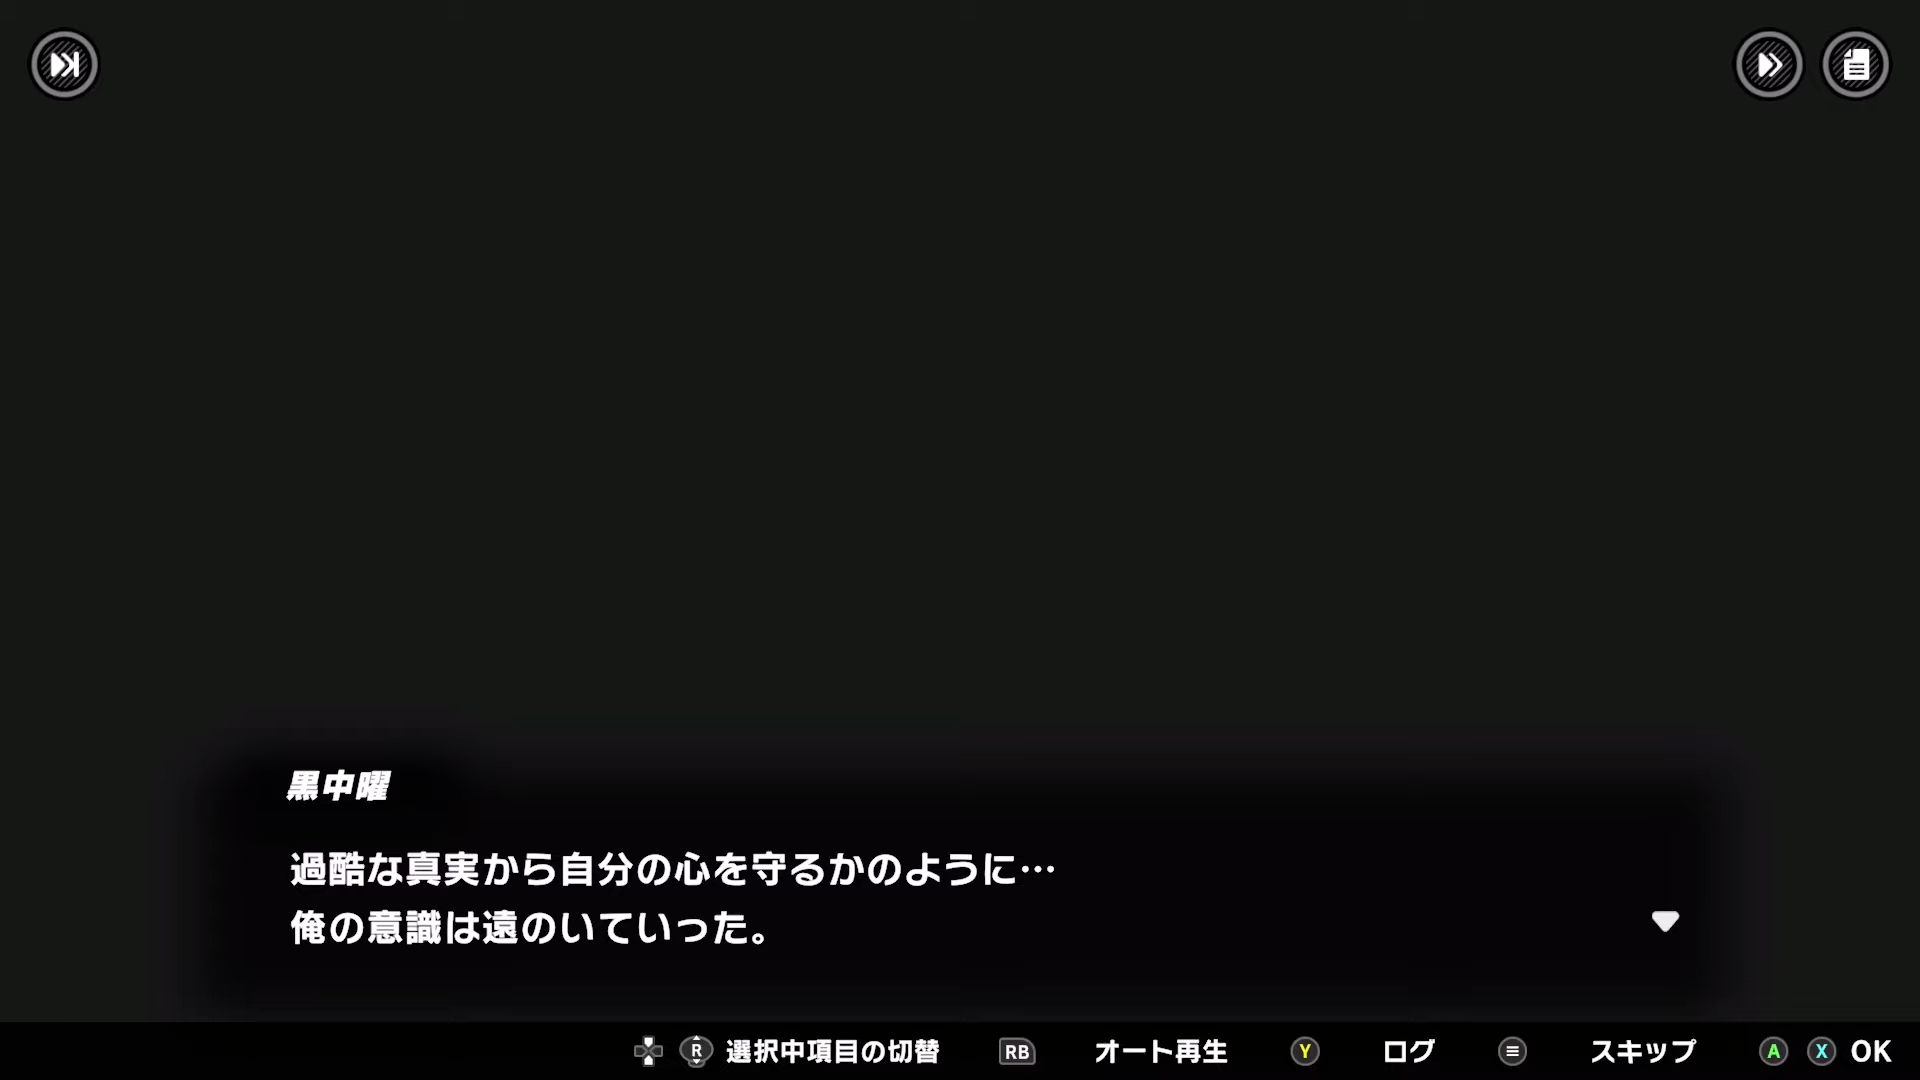 黒中曜
過酷な真実から自分の心を守るかのように…
俺の意識は遠のいていった。
R 選択中項目の切替 RB オート再生 Y ログ スキップ A X OK